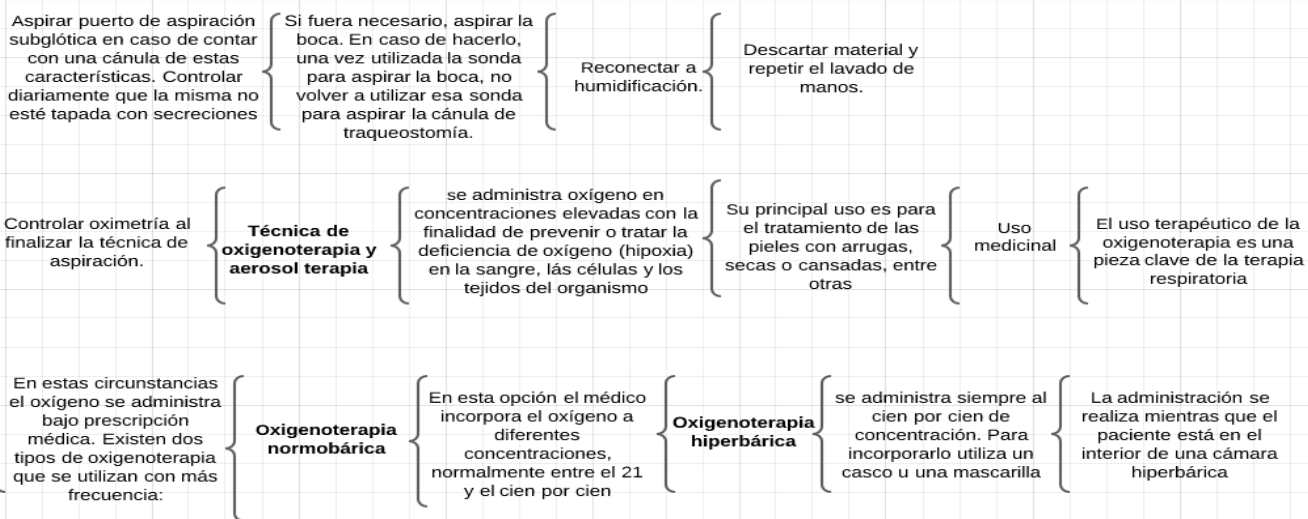 Aspirar puerto de aspiración
subglótica en caso de contar
con una cánula de estas
características. Controlar
diariamente que la misma no
esté tapada con secreciones
Si fuera necesario, aspirar la
boca. En caso de hacerlo,
una vez utilizada la sonda
para aspirar la boca, no
volver a utilizar esa sonda
para aspirar la cánula de
traqueostomía.
Reconectar a
humidificación.
Descartar material y
repetir el lavado de
manos.
Controlar oximetría al
finalizar la técnica de
aspiración.
Técnica de
oxigenoterapia y
aerosol terapia
se administra oxígeno en
concentraciones elevadas con la
finalidad de prevenir o tratar la
deficiencia de oxígeno (hipoxia)
en la sangre, lás células y los
tejidos del organismo
Su principal uso es para
el tratamiento de las
pieles con arrugas,
secas o cansadas, entre
otras
Uso
medicinal
El uso terapéutico de la
oxigenoterapia es una
pieza clave de la terapia
respiratoria
En estas circunstancias
el oxígeno se administra
bajo prescripción
médica. Existen dos
tipos de oxigenoterapia
que se utilizan con más
frecuencia:
Oxigenoterapia
normobárica
En esta opción el médico
incorpora el oxígeno a
diferentes
concentraciones,
normalmente entre el 21
y el cien por cien
Oxigenoterapia
hiperbárica
se administra siempre al
cien por cien de
concentración. Para
incorporarlo utiliza un
casco u una mascarilla
La administración se
realiza mientras que el
paciente está en el
interior de una cámara
hiperbárica